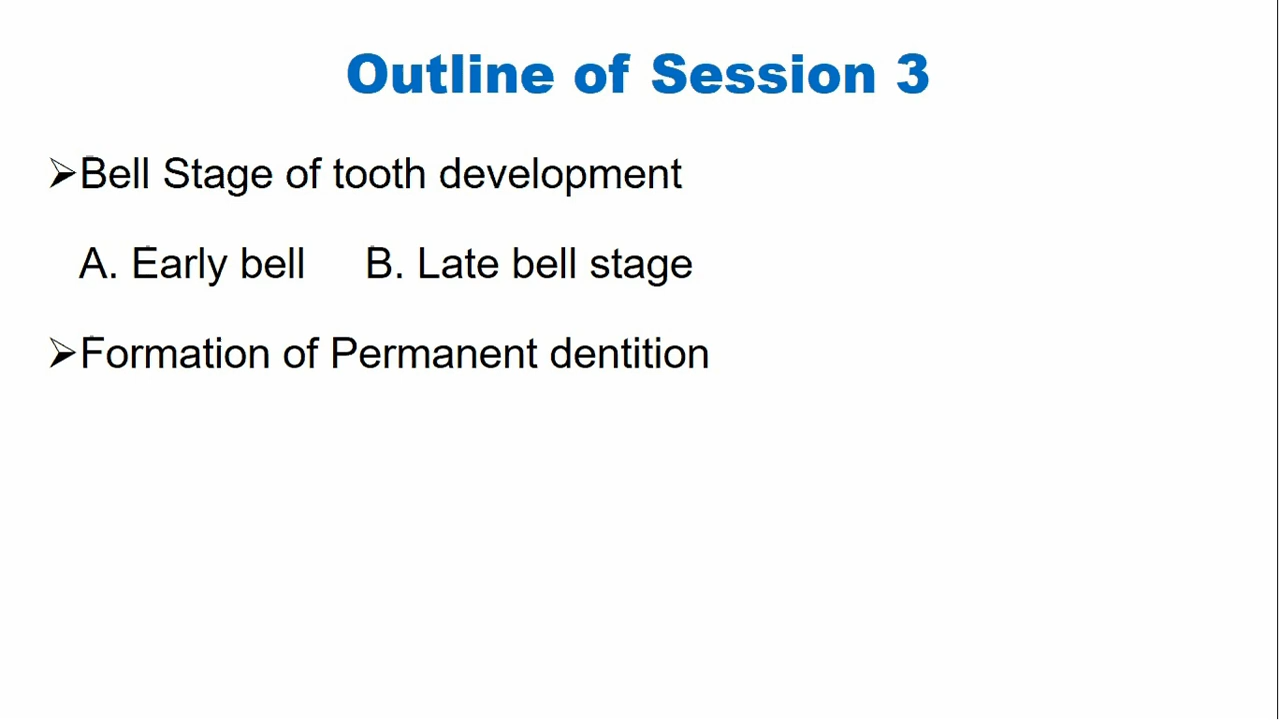 Outline of Session 3
➢Bell Stage of tooth development
A. Early bell B. Late bell stage
➢Formation of Permanent dentition